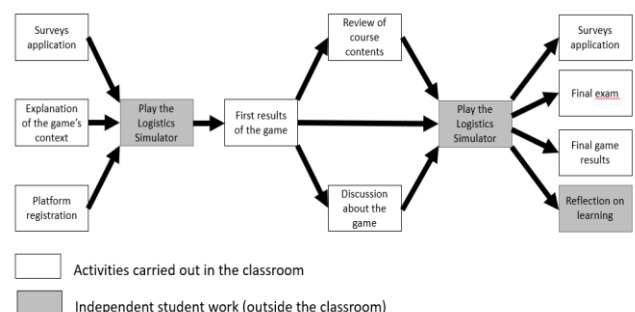 Surveys
application
Explanation
of the game's
context
Platform
registration
Play the
Logistics
Simulator
First results
of the game
Review of
course
contents
Discussion
about the
game
Play the
Logistics
Simulator
Surveys
application
Final exam
Final game
results
Reflection on
learning
Activities carried out in the classroom
Independent student work (outside the classroom)